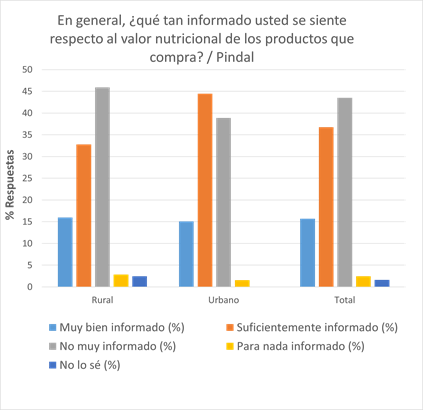 En general, ¿qué tan informado usted se siente
respecto al valor nutricional de los productos que
compra? / Pindal
50
45
40
35
30
25
20
15
10
5
0
% Respuestas
Rural Urbano Total
Muy bien informado (%) Suficientemente informado (%)
No muy informado (%) Para nada informado (%)
No lo sé (%)